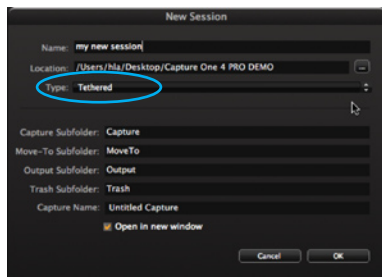 New Session
Name: my new session
Location: /Users/hla/Desktop/Capture One 4 PRO DEMO ...
Type: Tethered
Capture Subfolder: Capture
Move-To Subfolder: MoveTo
Output Subfolder: Output
Trash Subfolder: Trash
Capture Name: Untitled Capture
Open in new window
Cancel OK